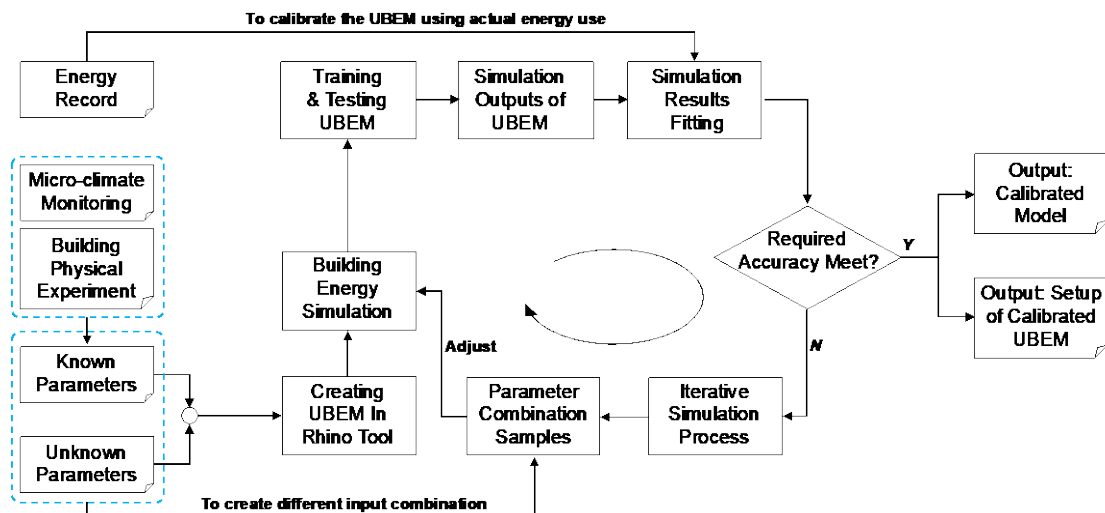 To calibrate the UBEM using actual energy use
Energy
Record
Training
& Testing
UBEM
Simulation
Outputs of
UBEM
Simulation
Results
Fitting
Micro-climate
Monitoring
Building
Physical
Experiment
Building
Energy
Simulation
Required
Accuracy Meet?
Y
Output:
Calibrated
Model
Output: Setup
of Calibrated
UBEM
N
Adjust
Known
Parameters
Unknown
Parameters
Creating
UBEM In
Rhino Tool
Parameter
Combination
Samples
Iterative
Simulation
Process
To create different input combination